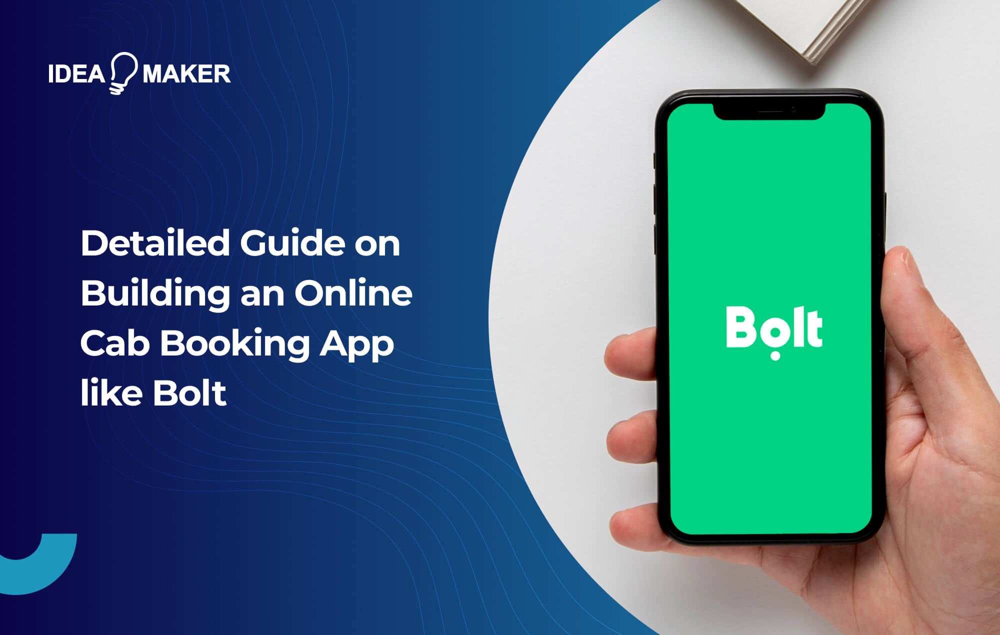 IDEA MAKER
Detailed Guide on
Building an Online
Cab Booking App
like Bolt
Bolt